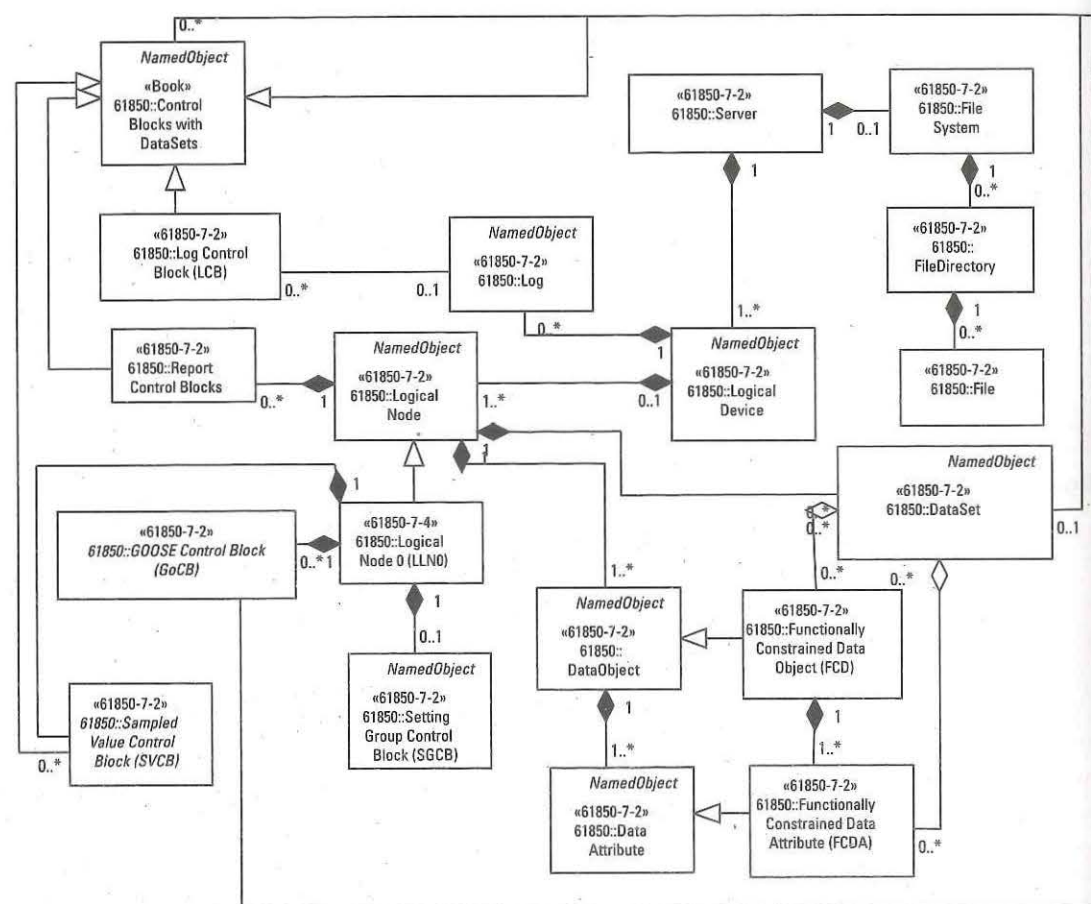 0..*
NamedObject
«Book»
61850::Control
Blocks with
DataSets
«61850-7-2»
61850::Server
1
0..1
«61850-7-2»
61850::File
System
1
1
0..*
«61850-7-2»
61850::Log Control
Block (LCB)
0..*
0..1
NamedObject
«61850-7-2»
61850::Log
«61850-7-2»
61850::
FileDirectory
1
0..*
1..*
0..*
1
«61850-7-2»
61850::Report
Control Blocks
0..*
1
NamedObject
«61850-7-2»
61850::Logical
Node
1..*
0..1
NamedObject
«61850-7-2»
61850::Logical
Device
«61850-7-2»
61850::File
1
1
NamedObject
«61850-7-2»
61850::DataSet
0..*
0..*
0..1
«61850-7-2»
61850::GOOSE Control Block
(GoCB)
0..*
1
«61850-7-4»
61850::Logical
Node 0 (LLN0)
1
0..1
1..*
0..*
0..*
NamedObject
«61850-7-2»
61850::
DataObject
«61850-7-2»
61850::Functionally
Constrained Data
Object (FCD)
NamedObject
«61850-7-2»
61850::Setting
Group Control
Block (SGCB)
«61850-7-2»
61850::Sampled
Value Control
Block (SVCB)
0..*
1
1..*
1
1..*
NamedObject
«61850-7-2»
61850::Data
Attribute
«61850-7-2»
61850::Functionally
Constrained Data
Attribute (FCDA)
0..*